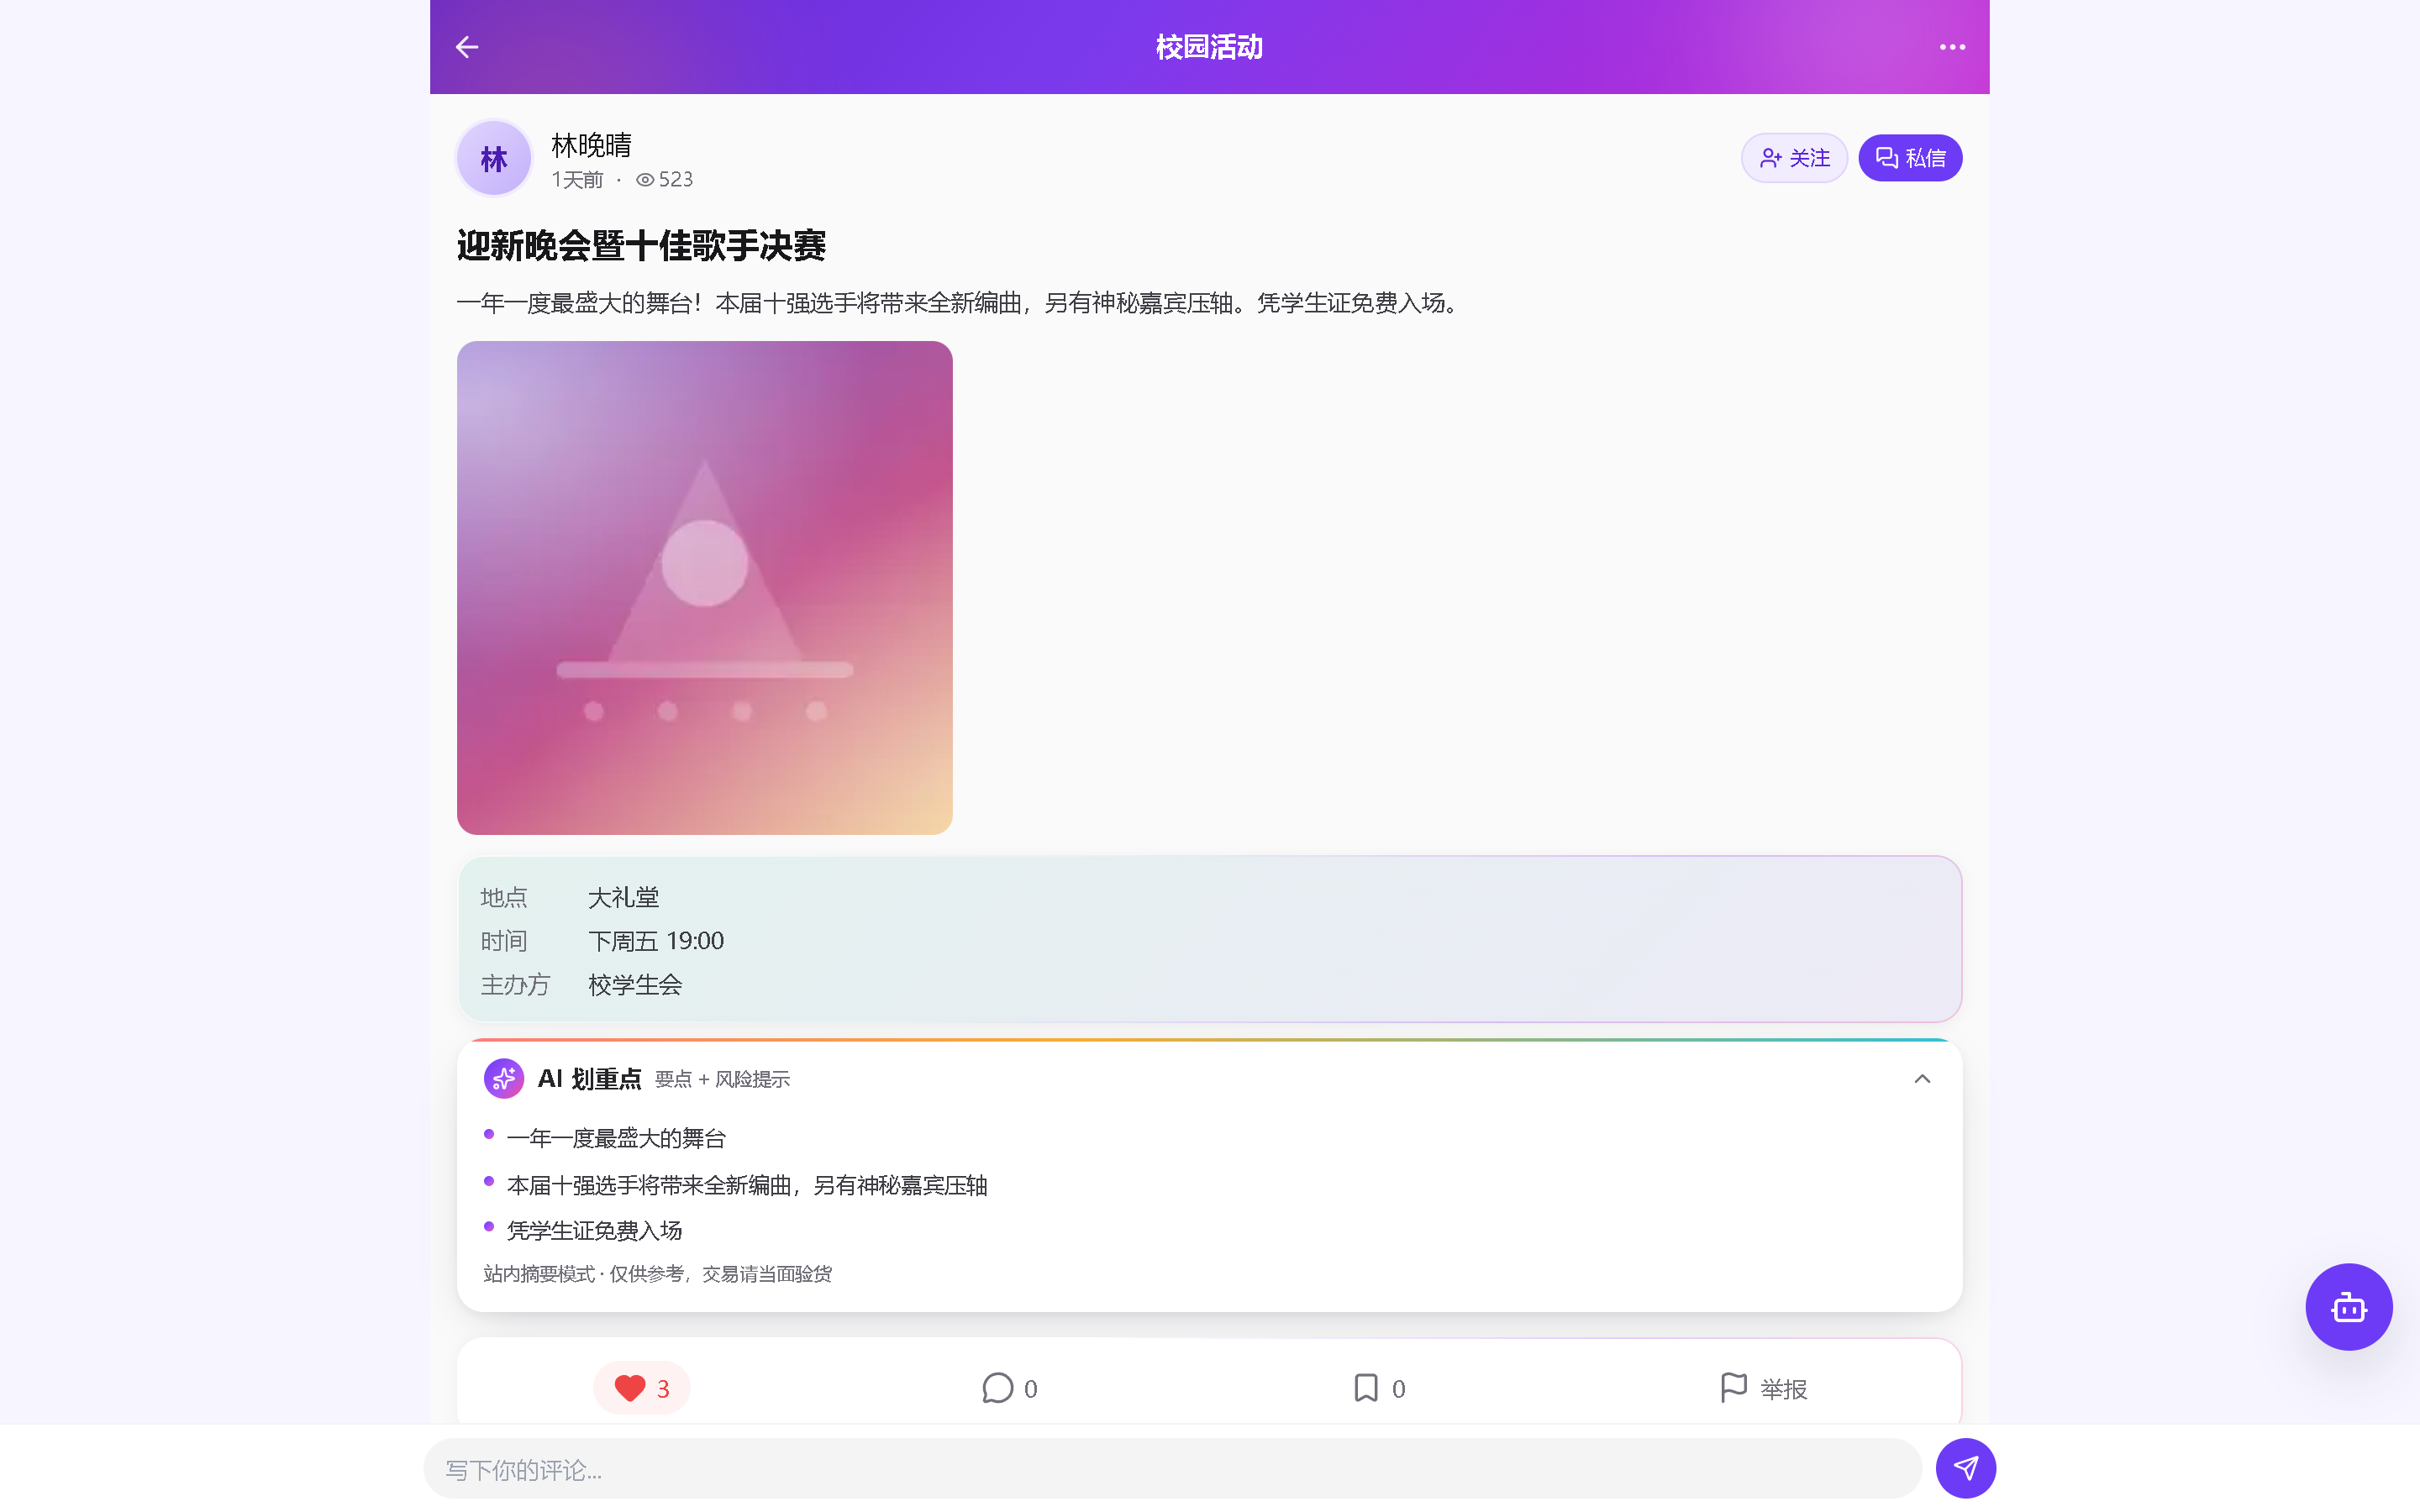 校园活动
林
林晚晴
1天前 · 523
关注
私信
迎新晚会暨十佳歌手决赛
一年一度最盛大的舞台！本届十强选手将带来全新编曲，另有神秘嘉宾压轴。凭学生证免费入场。
地点 大礼堂
时间 下周五 19:00
主办方 校学生会
AI 划重点 要点 + 风险提示
一年一度最盛大的舞台
本届十强选手将带来全新编曲，另有神秘嘉宾压轴
凭学生证免费入场
站内摘要模式 · 仅供参考，交易请当面验货
3 0 0 举报
写下你的评论...